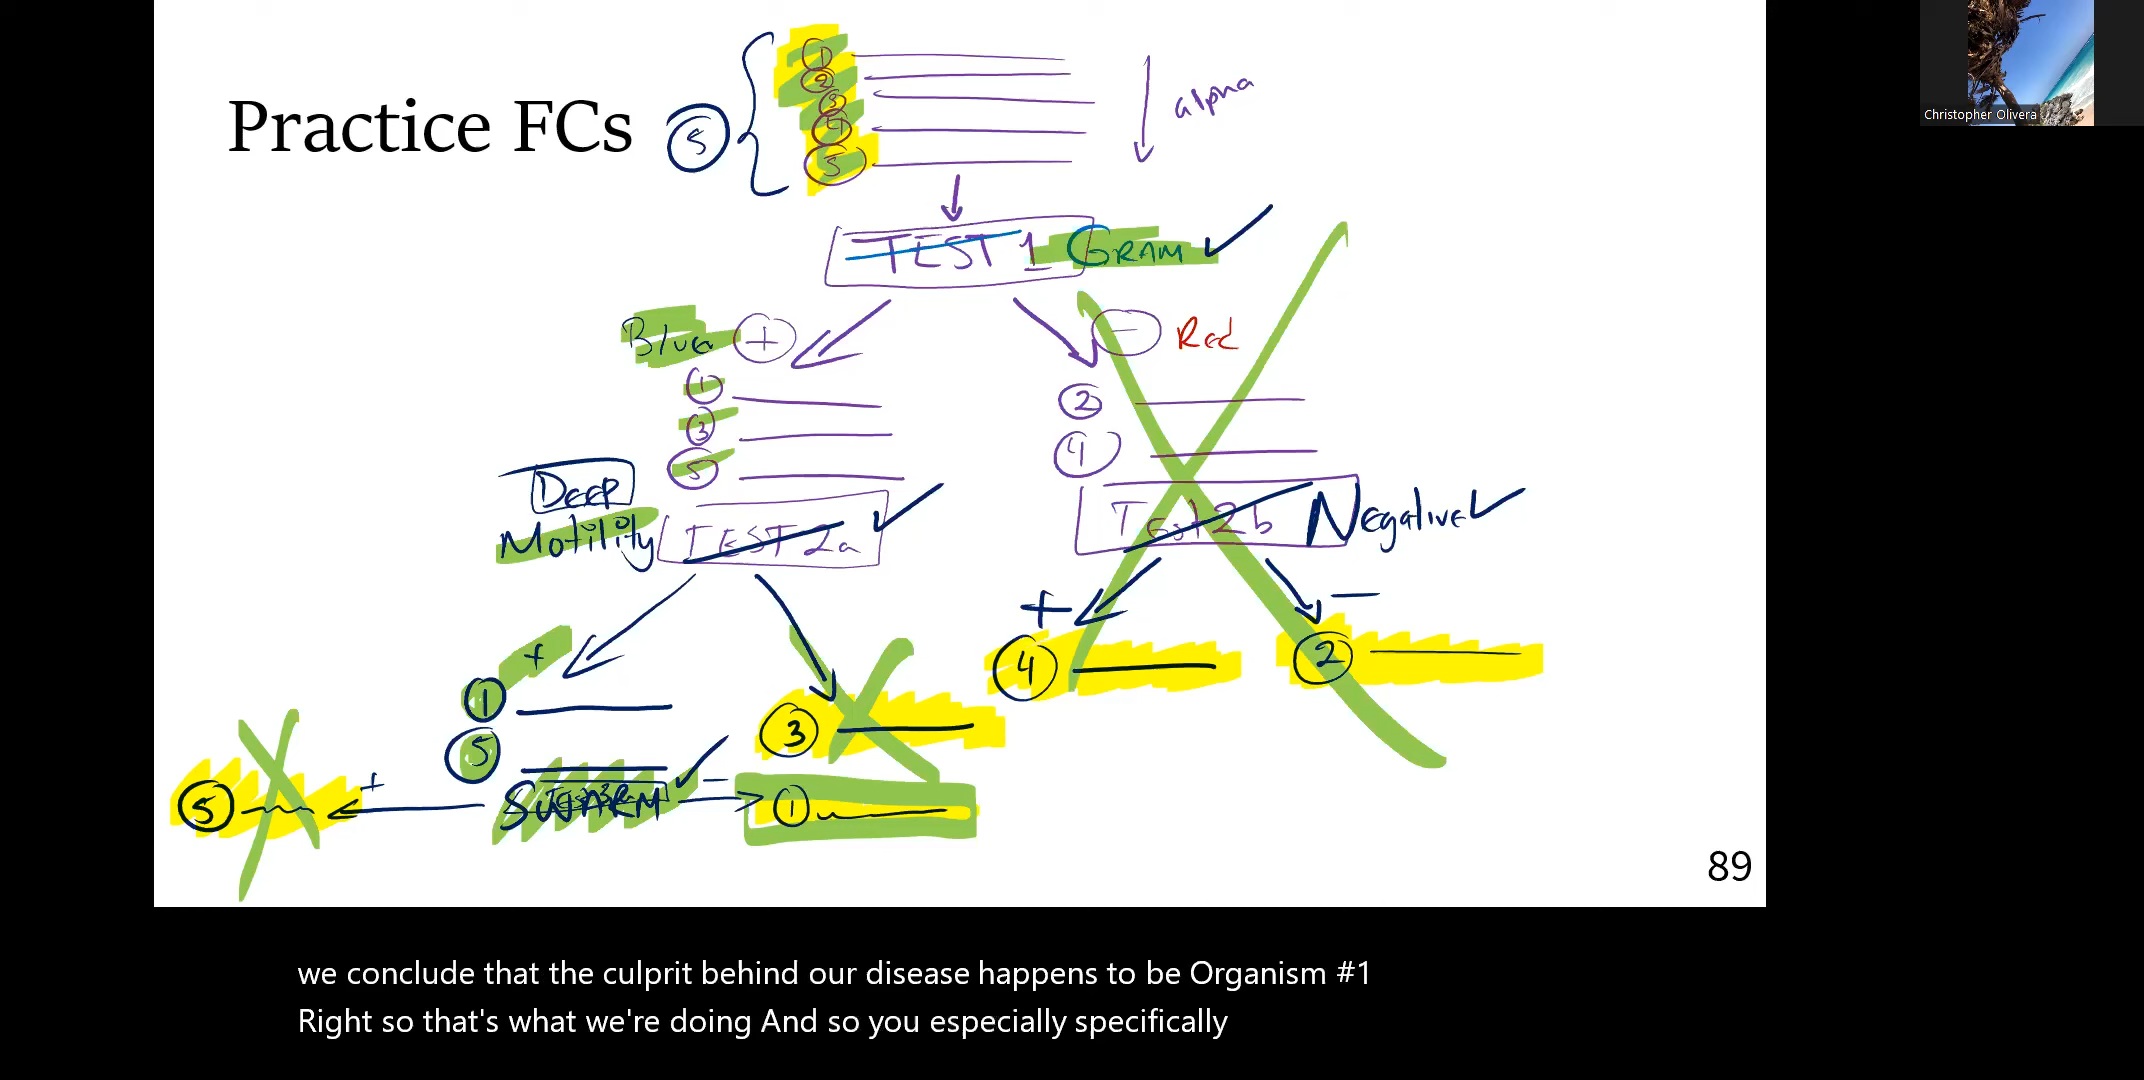 Practice FCs
5
1
2
3
4
5
alpha
TEST 1 GRAM
Blue +
- Red
1
3
5
2
4
DEEP
Motility
TEST 2a
Test 2b Negative
+
-
+
1
5
3
4
2
5
+
SWARM
-
1
89
Christopher Olivera
we conclude that the culprit behind our disease happens to be Organism #1
Right so that's what we're doing And so you especially specifically